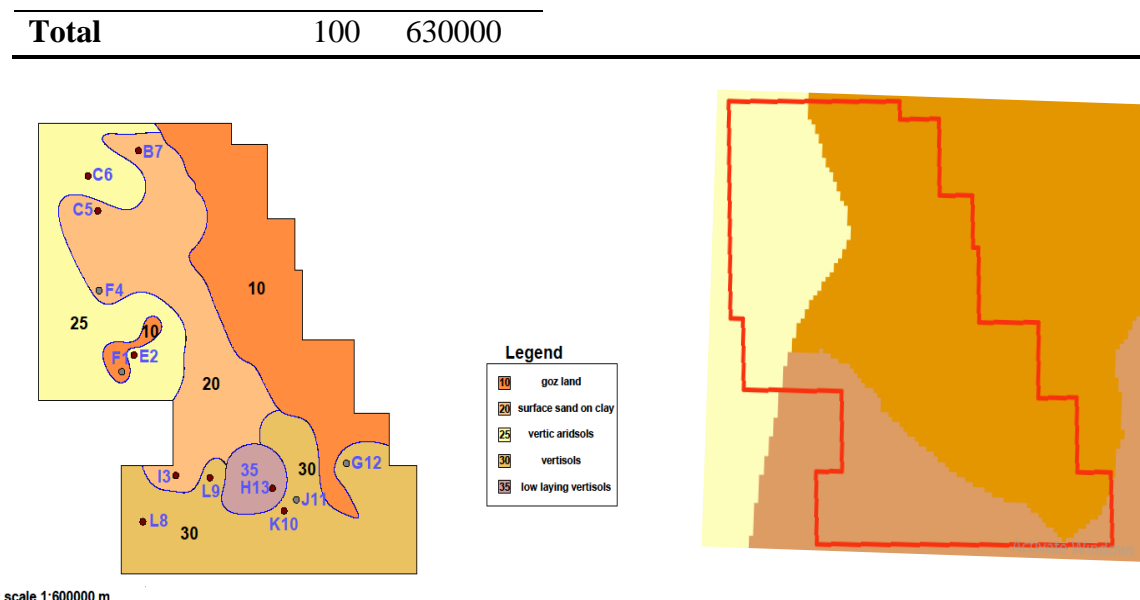 Total 100 630000
B7
C6
C5
10
F4
25
10
F1 E2
20
Legend
10 goz land
20 surface sand on clay
25 vertic aridsols
30 vertisols
35 low laying vertisols
35 30 G12
I3 L9 H13
J11
K10
L8
30
scale 1:600000 m